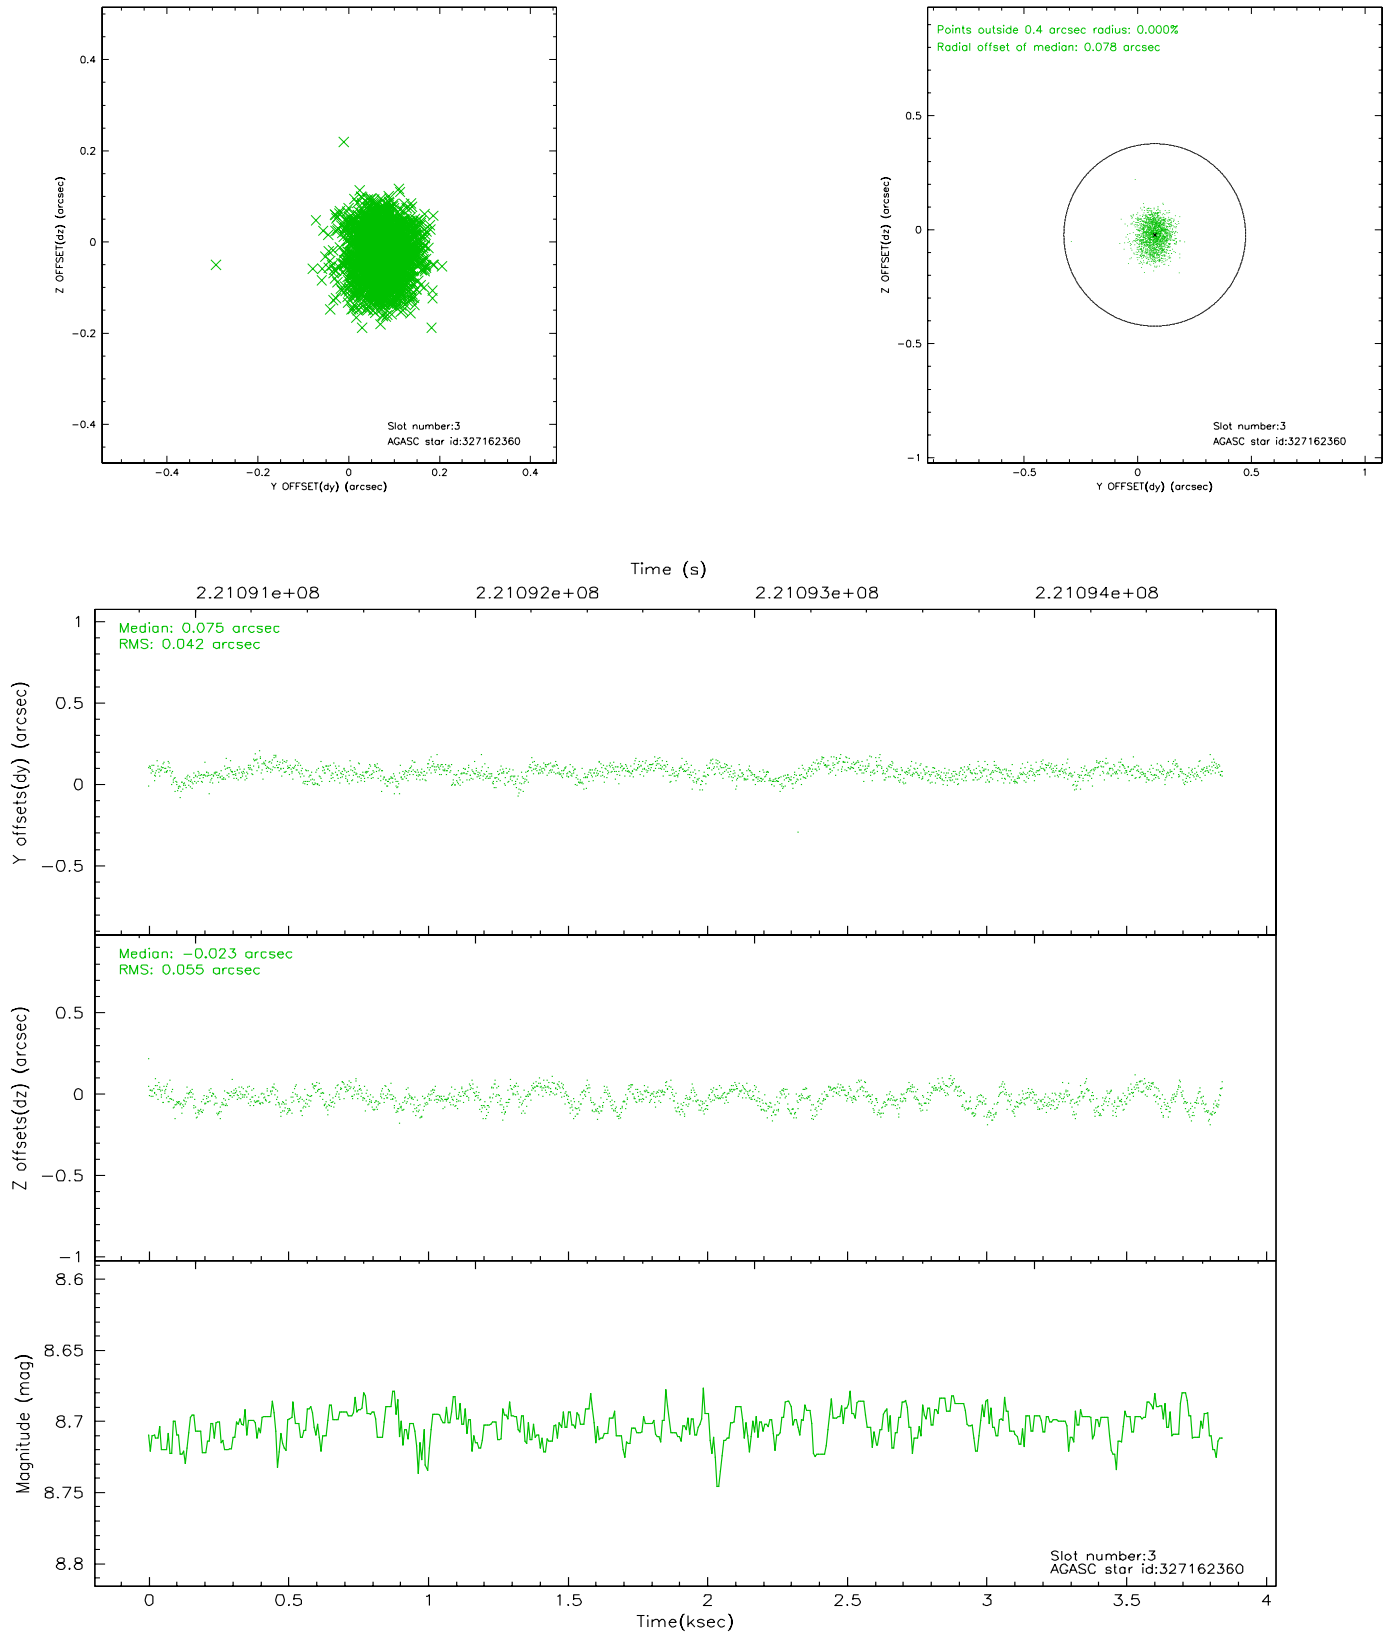 0.4
0.2
0
−0.2
−0.4
Z OFFSET(dz) (arcsec)
Slot number:3
AGASC star id:327162360
−0.4 −0.2 0 0.2 0.4
Y OFFSET(dy) (arcsec)
Points outside 0.4 arcsec radius: 0.000%
Radial offset of median: 0.078 arcsec
0.5
0
−0.5
−1
Z OFFSET(dz) (arcsec)
Slot number:3
AGASC star id:327162360
−0.5 0 0.5 1
Y OFFSET(dy) (arcsec)
Time (s)
2.21091e+08 2.21092e+08 2.21093e+08 2.21094e+08
Median: 0.075 arcsec
RMS: 0.042 arcsec
1
0.5
0
−0.5
Y offsets(dy) (arcsec)
Median: −0.023 arcsec
RMS: 0.055 arcsec
0.5
0
−0.5
−1
Z offsets(dz) (arcsec)
8.6
8.65
8.7
8.75
8.8
Magnitude (mag)
Slot number:3
AGASC star id:327162360
0 0.5 1 1.5 2 2.5 3 3.5 4
Time(ksec)